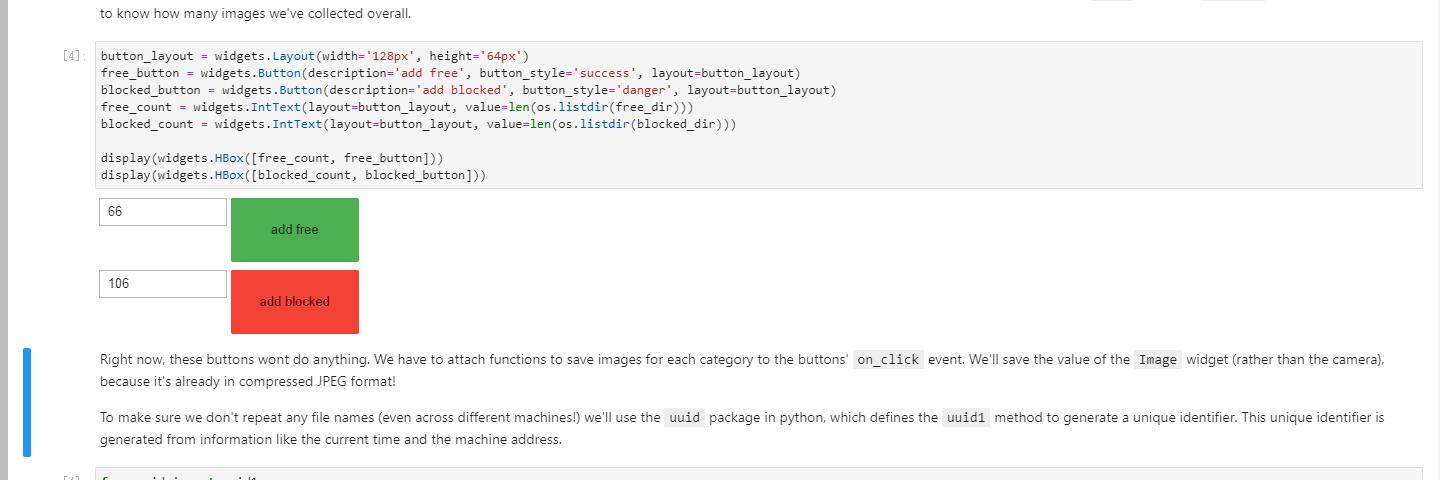 to know how many images we've collected overall.
[4]:
button_layout = widgets.Layout(width='128px', height='64px')
free_button = widgets.Button(description='add free', button_style='success', layout=button_layout)
blocked_button = widgets.Button(description='add blocked', button_style='danger', layout=button_layout)
free_count = widgets.IntText(layout=button_layout, value=len(os.listdir(free_dir)))
blocked_count = widgets.IntText(layout=button_layout, value=len(os.listdir(blocked_dir)))
display(widgets.HBox([free_count, free_button]))
display(widgets.HBox([blocked_count, blocked_button]))
66
add free
106
add blocked
Right now, these buttons wont do anything. We have to attach functions to save images for each category to the buttons' on_click event. We'll save the value of the Image widget (rather than the camera),
because it's already in compressed JPEG format!
To make sure we don't repeat any file names (even across different machines!) we'll use the uuid package in python, which defines the uuid1 method to generate a unique identifier. This unique identifier is
generated from information like the current time and the machine address.